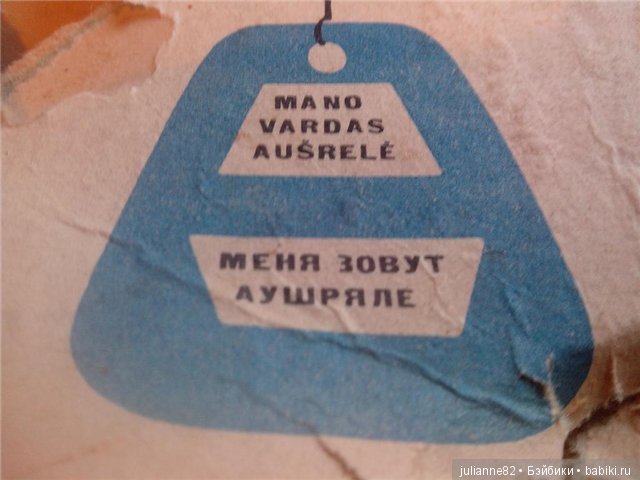 MANO
VARDAS
AUŠRELĖ
МЕНЯ ЗОВУТ
АУШРЯЛЕ
julianne82 • Бэйбики • babiki.ru